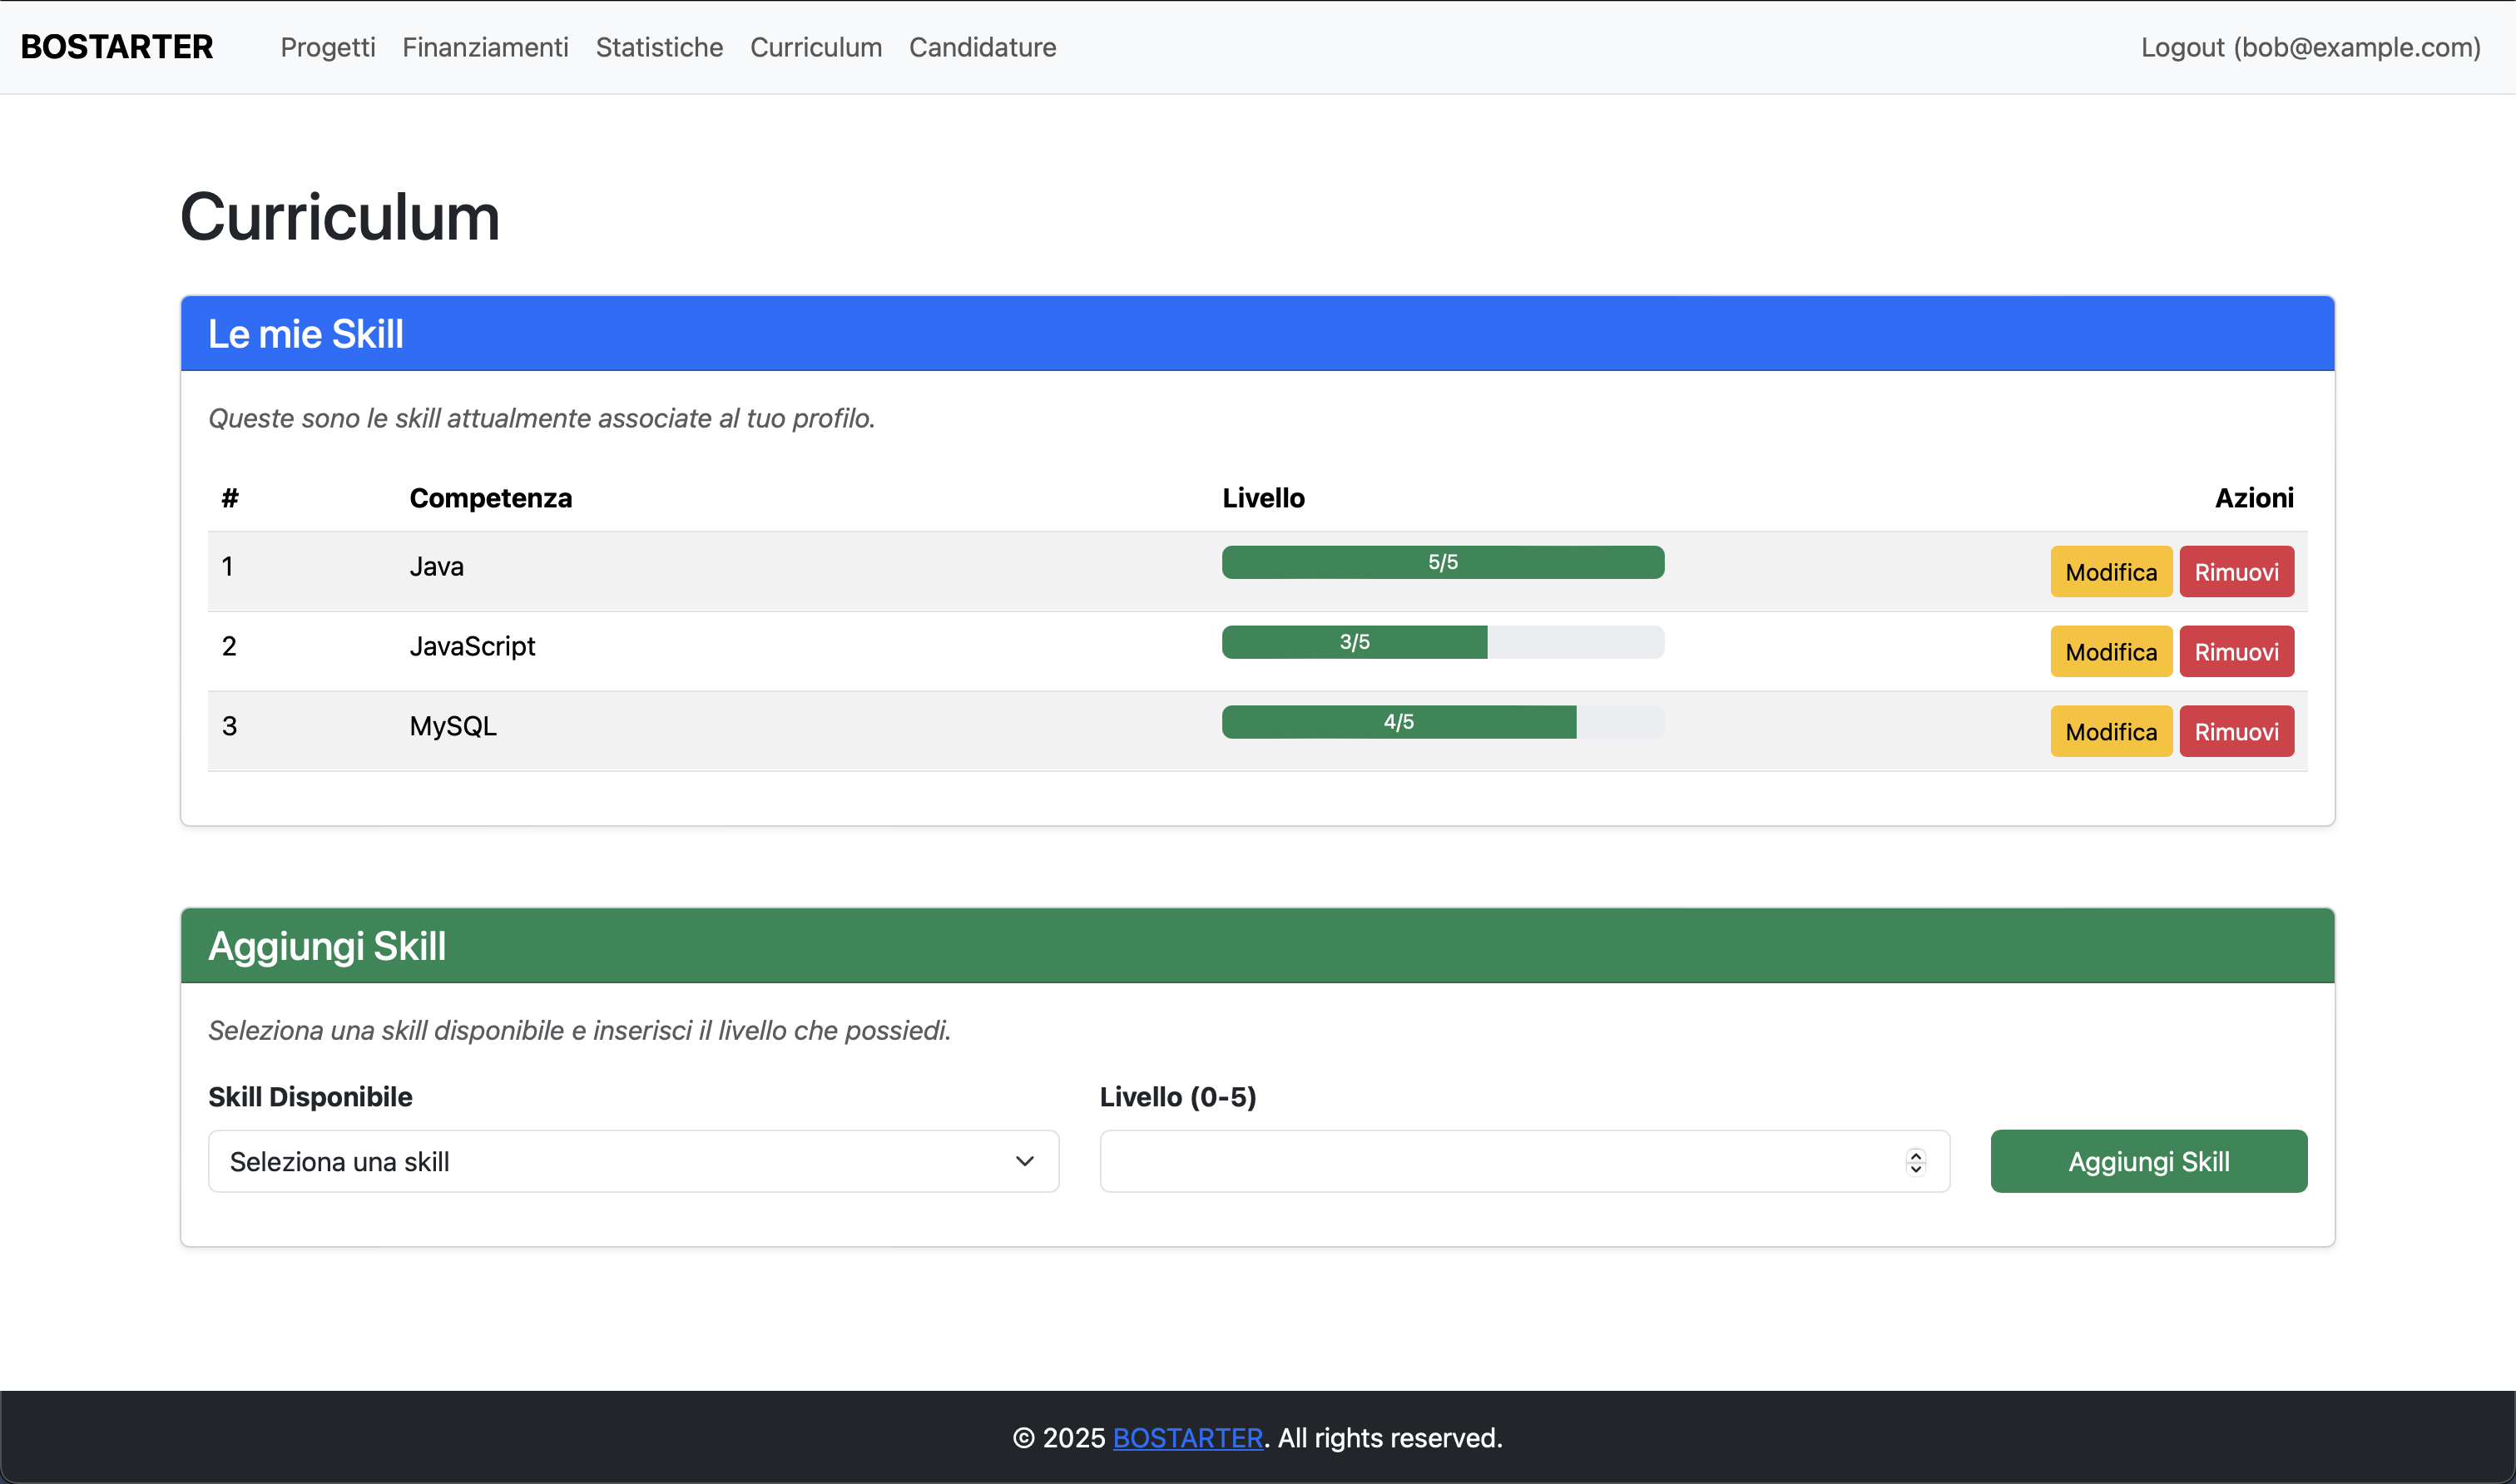 BOSTARTER Progetti Finanziamenti Statistiche Curriculum Candidature Logout (bob@example.com)
Curriculum
Le mie Skill
Queste sono le skill attualmente associate al tuo profilo.
# Competenza Livello Azioni
1 Java 5/5 Modifica Rimuovi
2 JavaScript 3/5 Modifica Rimuovi
3 MySQL 4/5 Modifica Rimuovi
Aggiungi Skill
Seleziona una skill disponibile e inserisci il livello che possiedi.
Skill Disponibile Livello (0-5)
Seleziona una skill Aggiungi Skill
© 2025 BOSTARTER. All rights reserved.